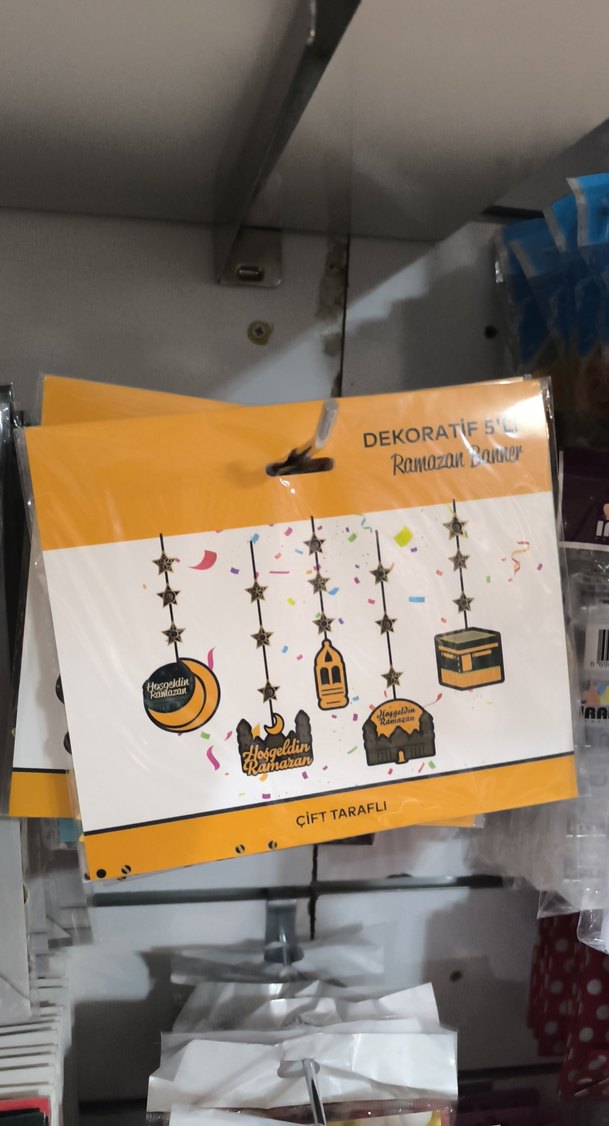 DEKORATİF 5'Lİ
Ramazan Banner
Hoşgeldin
Ramazan
Hoşgeldin
Ramazan
Hoşgeldin
Ramazan
ÇİFT TARAFLI